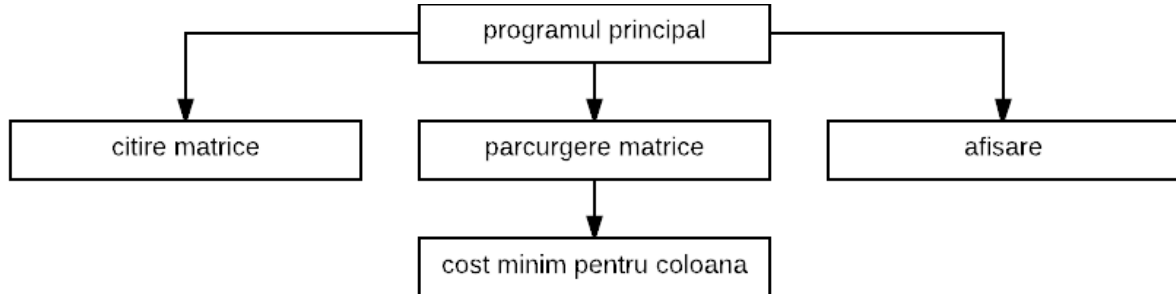 programul principal
citire matrice
parcurgere matrice
afisare
cost minim pentru coloana